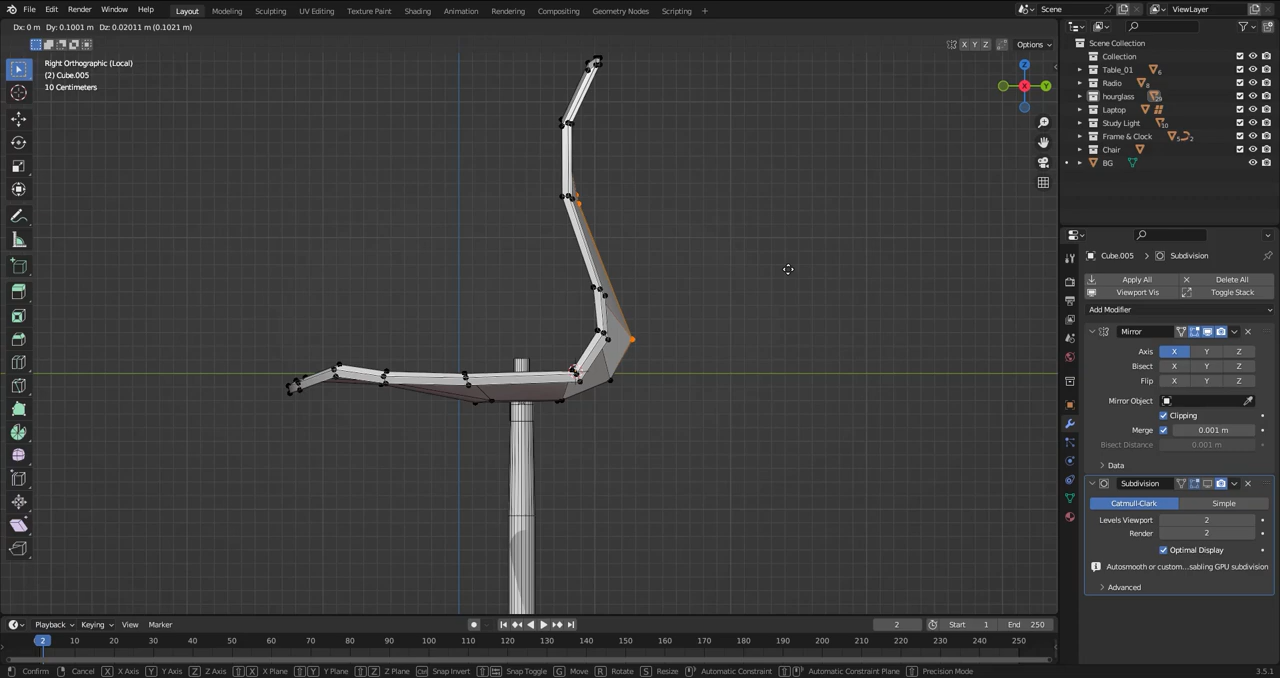 File Edit Render Window Help
Layout Modeling Sculpting UV Editing Texture Paint Shading Animation Rendering Compositing Geometry Nodes Scripting +
Scene
ViewLayer
Dx: 0 m Dy: 0.1001 m Dz: 0.02011 m (0.1021 m)
X Y Z
Options
Right Orthographic (Local)
(2) Cube.005
10 Centimeters
Z
X
Y
Scene Collection
Collection
Table_01
6
Radio
8
hourglass
29
Laptop
Study Light
10
Frame & Clock
5
2
Chair
BG
Cube.005
Subdivision
Apply All
Delete All
Viewport Vis
Toggle Stack
Add Modifier
Mirror
Axis X Y Z
Bisect X Y Z
Flip X Y Z
Mirror Object
Clipping
Merge 0.001 m
Bisect Distance 0.001 m
Data
Subdivision
Catmull-Clark Simple
Levels Viewport 2
Render 2
Optimal Display
Autosmooth or custom...sabling GPU subdivision
Advanced
Playback Keying View Marker
2
Start 1
End 250
2
10 20 30 40 50 60 70 80 90 100 110 120 130 140 150 160 170 180 190 200 210 220 230 240 250
Confirm Cancel X X Axis Y Y Axis Z Z Axis X X Plane Y Y Plane Z Z Plane Snap Invert Snap Toggle G Move R Rotate S Resize Automatic Constraint Automatic Constraint Plane Precision Mode
3.5.1